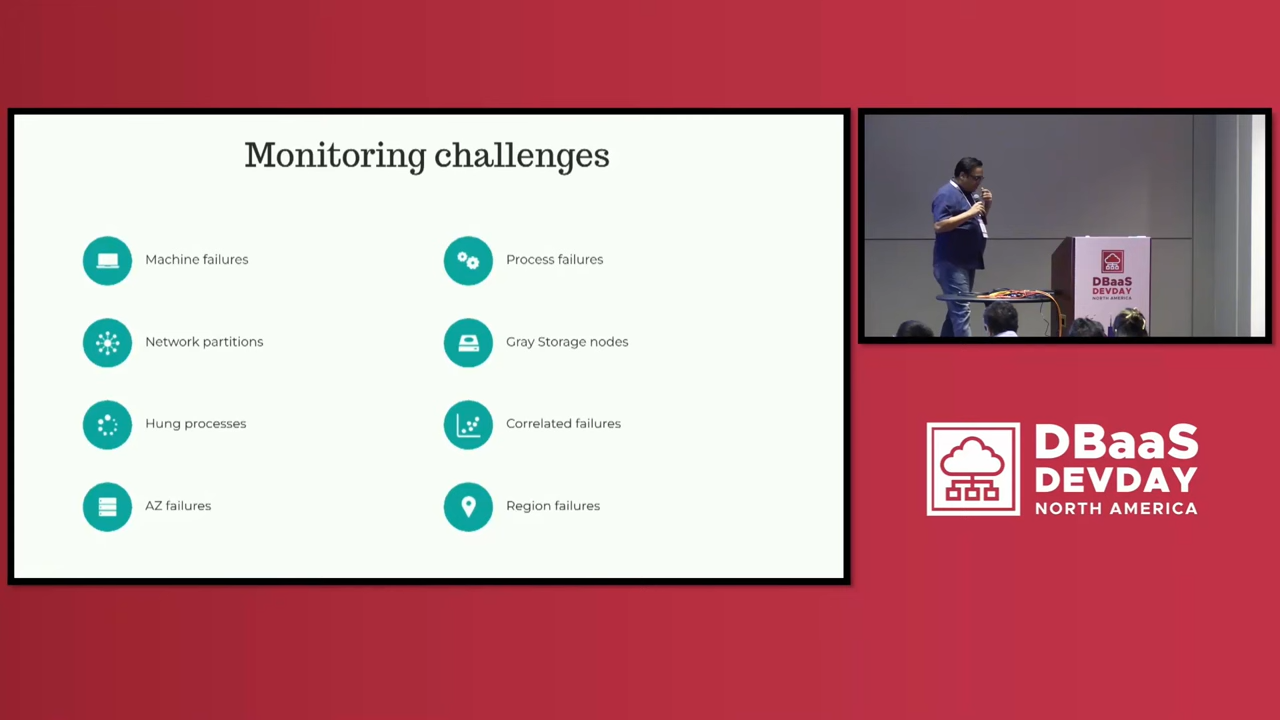 Monitoring challenges
Machine failures
Process failures
Network partitions
Gray Storage nodes
Hung processes
Correlated failures
AZ failures
Region failures
DBaaS
DEVDAY
NORTH AMERICA
DBaaS
DEVDAY
NORTH AMERICA